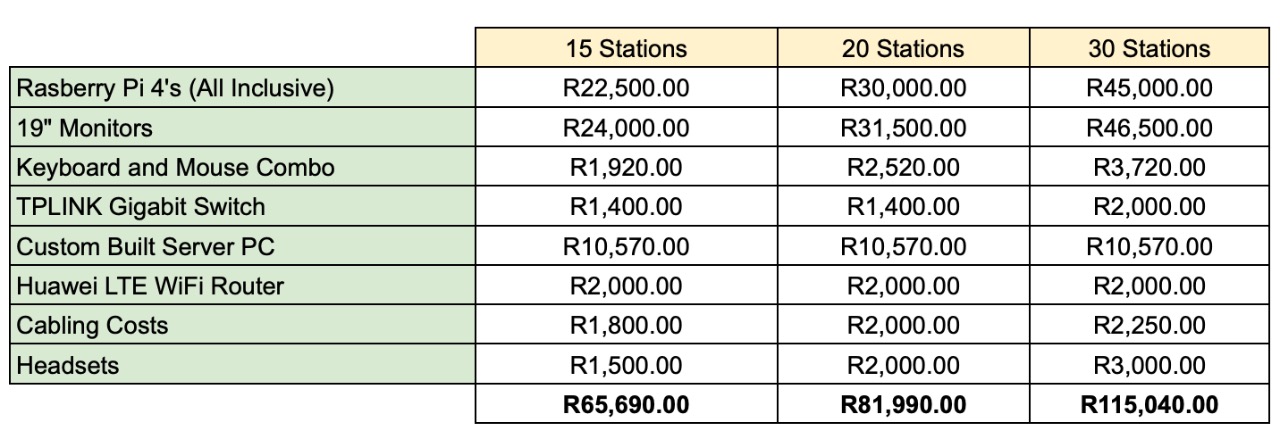 15 Stations 20 Stations 30 Stations
Rasberry Pi 4's (All Inclusive) R22,500.00 R30,000.00 R45,000.00
19" Monitors R24,000.00 R31,500.00 R46,500.00
Keyboard and Mouse Combo R1,920.00 R2,520.00 R3,720.00
TPLINK Gigabit Switch R1,400.00 R1,400.00 R2,000.00
Custom Built Server PC R10,570.00 R10,570.00 R10,570.00
Huawei LTE WiFi Router R2,000.00 R2,000.00 R2,000.00
Cabling Costs R1,800.00 R2,000.00 R2,250.00
Headsets R1,500.00 R2,000.00 R3,000.00
R65,690.00 R81,990.00 R115,040.00